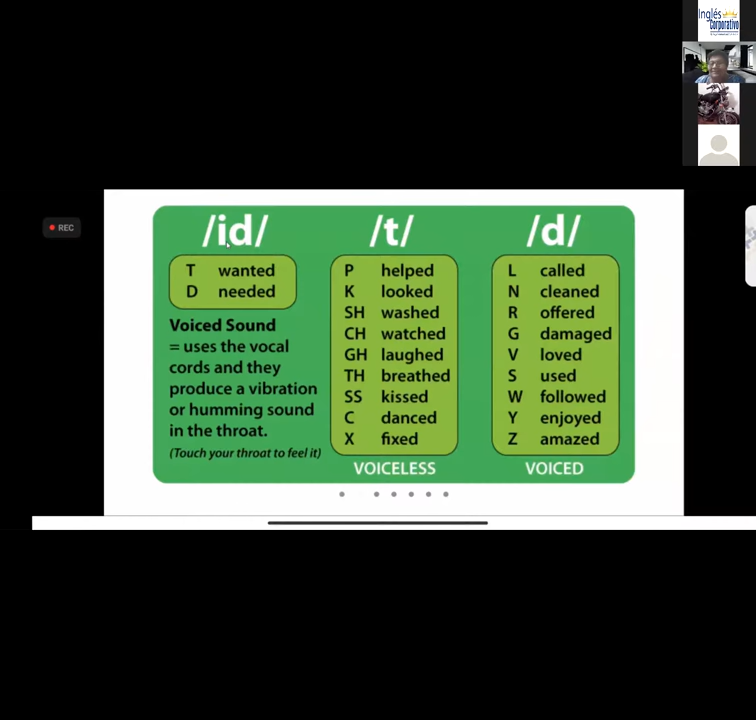 Inglés
Corporativo
REC
/id/
T wanted
D needed
Voiced Sound
= uses the vocal
cords and they
produce a vibration
or humming sound
in the throat.
(Touch your throat to feel it)
/t/
P helped
K looked
SH washed
CH watched
GH laughed
TH breathed
SS kissed
C danced
X fixed
VOICELESS
/d/
L called
N cleaned
R offered
G damaged
V loved
S used
W followed
Y enjoyed
Z amazed
VOICED